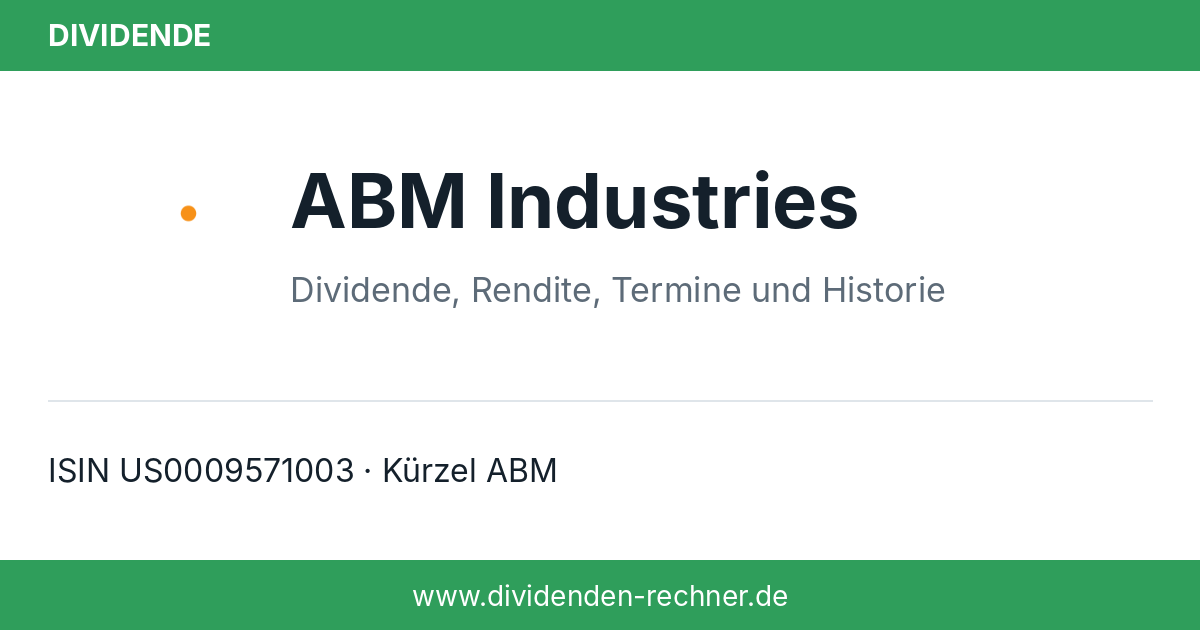 DIVIDENDE
ABM Industries
Dividende, Rendite, Termine und Historie
ISIN US0009571003 · Kürzel ABM
www.dividenden-rechner.de